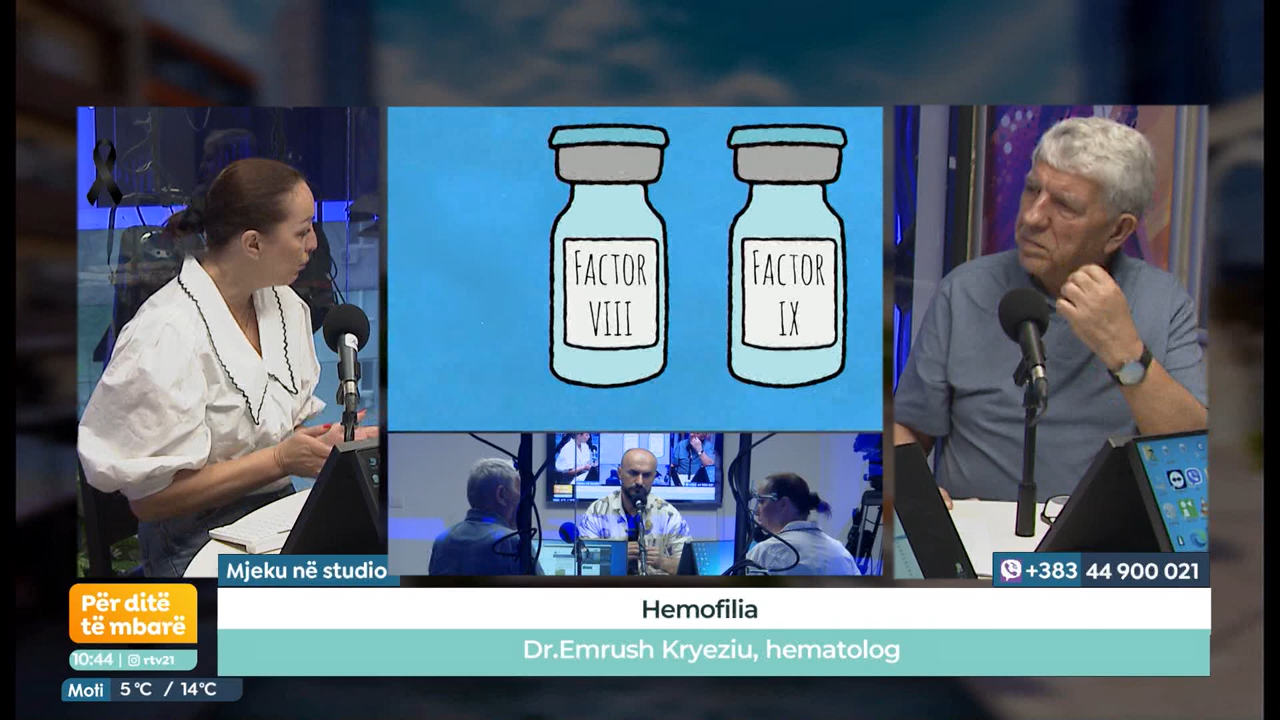 FACTOR
VIII
FACTOR
IX
Mjeku në studio
+383 44 900 021
Për ditë
të mbarë
Hemofilia
Dr.Emrush Kryeziu, hematolog
10:44 | rtv21
Moti 5°C / 14°C